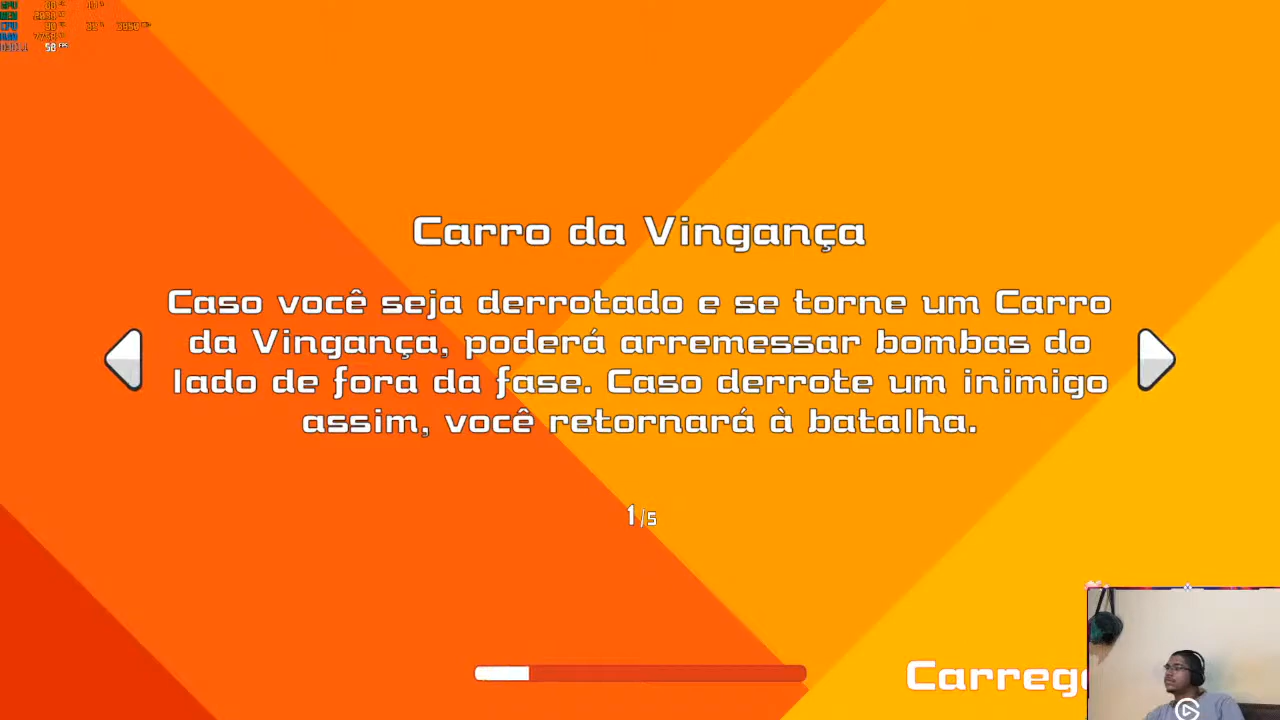 Carro da Vingança
Caso você seja derrotado e se torne um Carro
da Vingança, poderá arremessar bombas do
lado de fora da fase. Caso derrote um inimigo
assim, você retornará à batalha.
1/5
Carrega